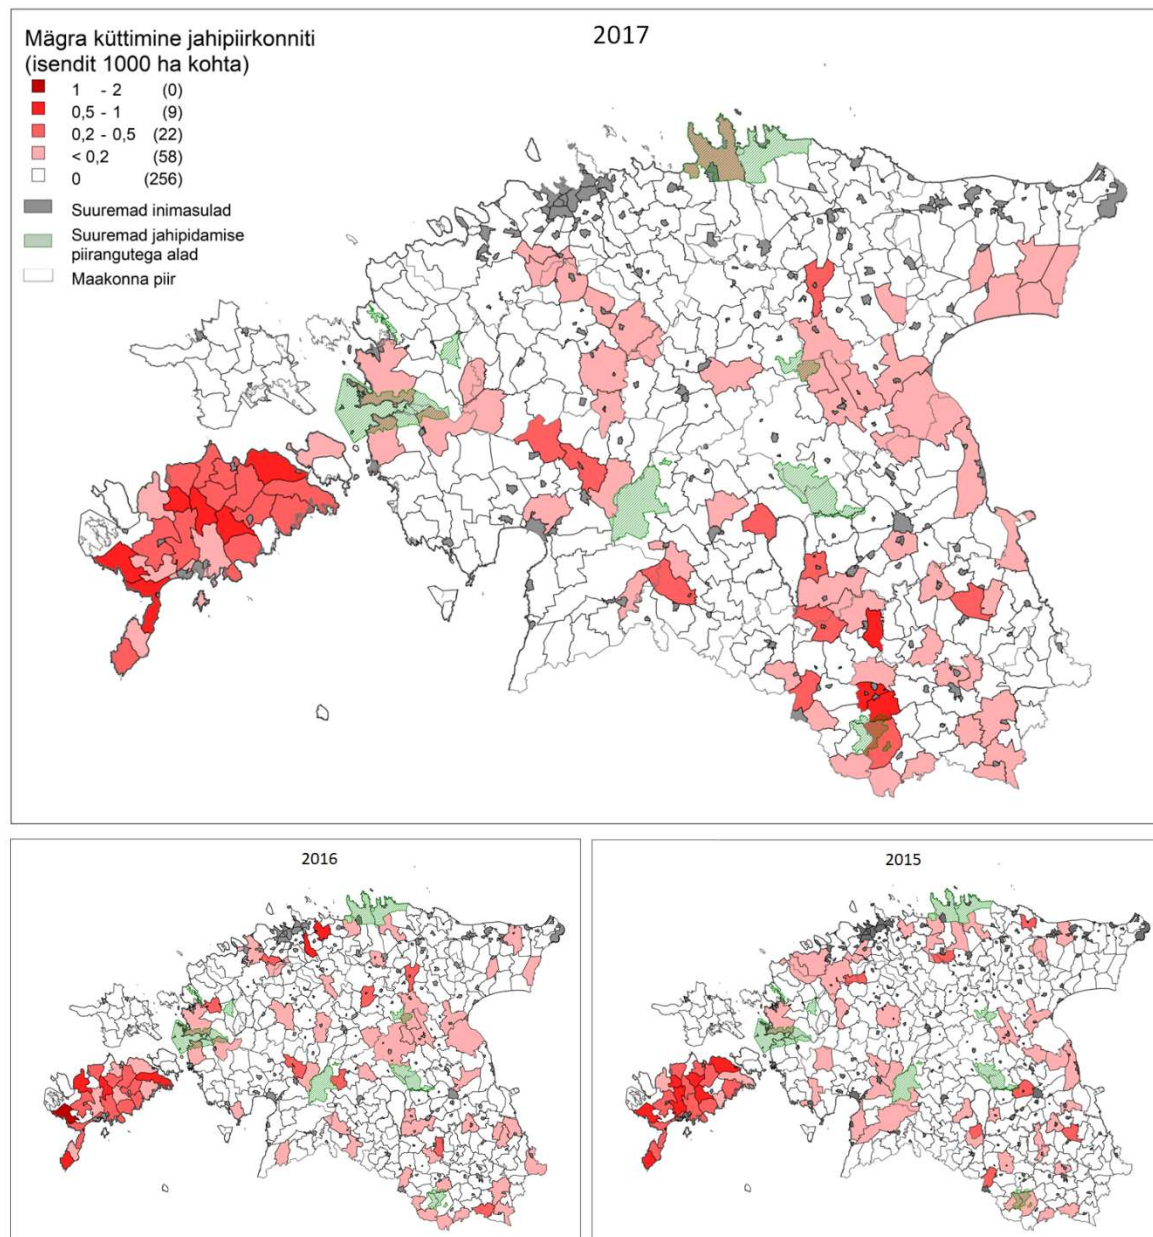 Mägra küttimine jahipiirkonniti
(isendit 1000 ha kohta)
1 - 2 (0)
0,5 - 1 (9)
0,2 - 0,5 (22)
< 0,2 (58)
0 (256)
Suuremad inimasulad
Suuremad jahipidamise
piirangutega alad
Maakonna piir
2017
2016
2015